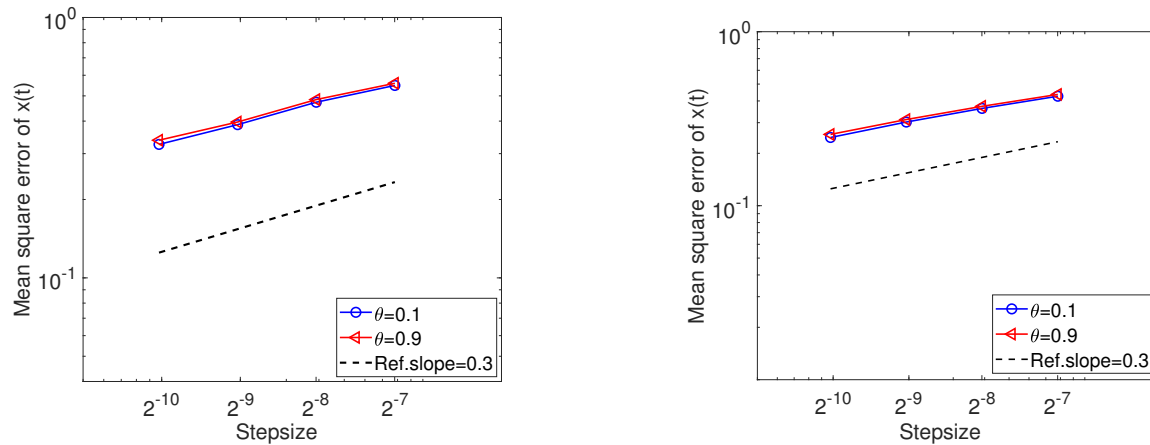 10^0
Mean square error of x(t)
10^-1
θ=0.1
θ=0.9
Ref.slope=0.3
2^-10 2^-9 2^-8 2^-7
Stepsize
10^0
Mean square error of x(t)
10^-1
θ=0.1
θ=0.9
Ref.slope=0.3
2^-10 2^-9 2^-8 2^-7
Stepsize